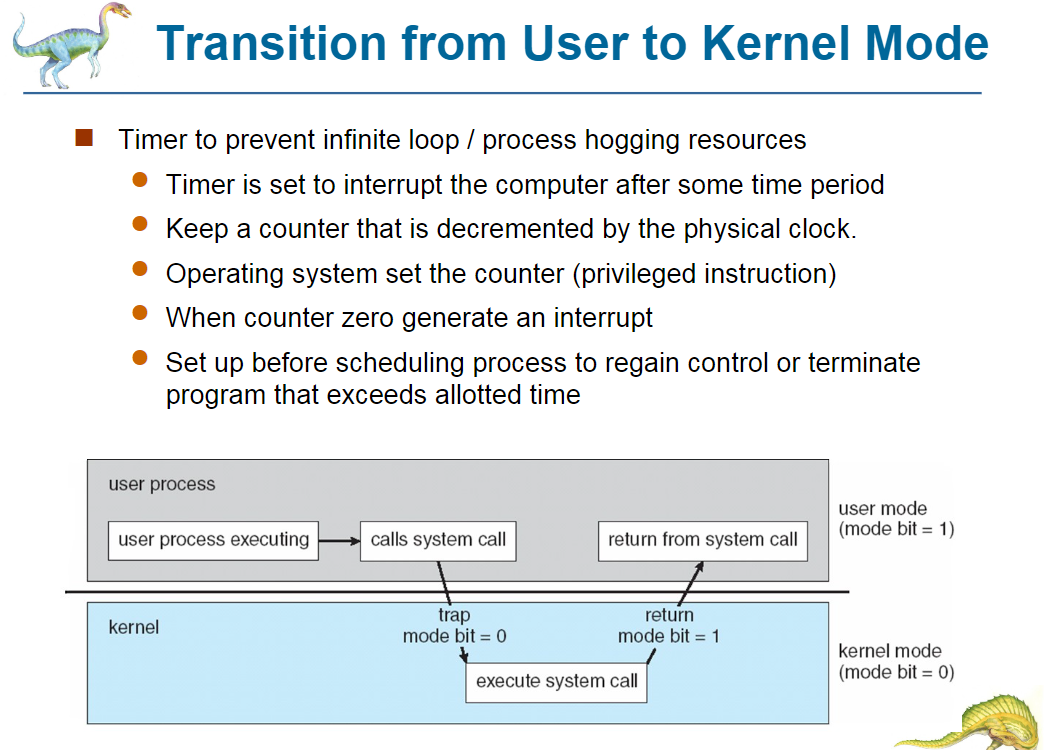 Transition from User to Kernel Mode
Timer to prevent infinite loop / process hogging resources
Timer is set to interrupt the computer after some time period
Keep a counter that is decremented by the physical clock.
Operating system set the counter (privileged instruction)
When counter zero generate an interrupt
Set up before scheduling process to regain control or terminate
program that exceeds allotted time
user process
user process executing
calls system call
return from system call
user mode
(mode bit = 1)
kernel
trap
mode bit = 0
return
mode bit = 1
execute system call
kernel mode
(mode bit = 0)